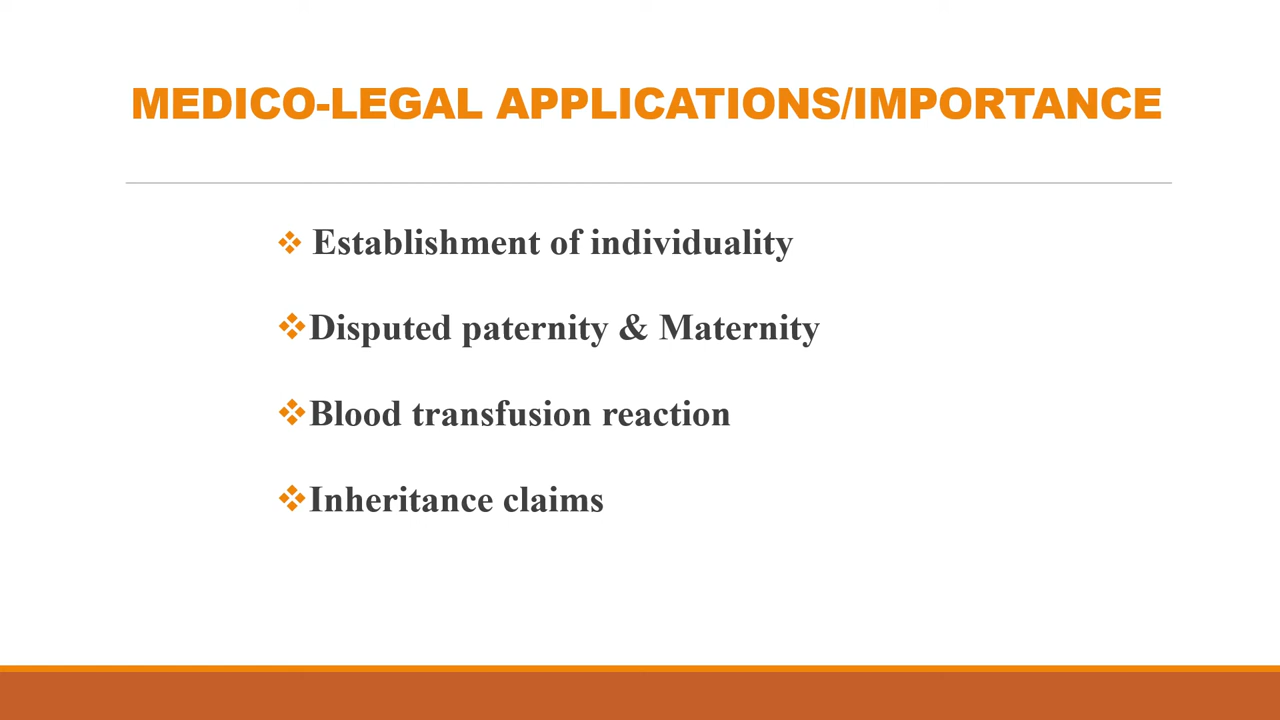 MEDICO-LEGAL APPLICATIONS/IMPORTANCE
Establishment of individuality
Disputed paternity & Maternity
Blood transfusion reaction
Inheritance claims